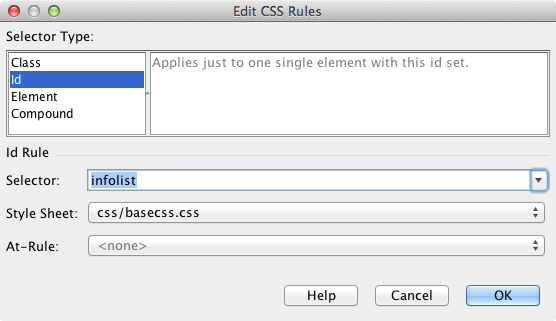 Edit CSS Rules
Selector Type:
Class
Id
Element
Compound
Applies just to one single element with this id set.
Id Rule
Selector: infolist
Style Sheet: css/basecss.css
At-Rule: <none>
Help Cancel OK